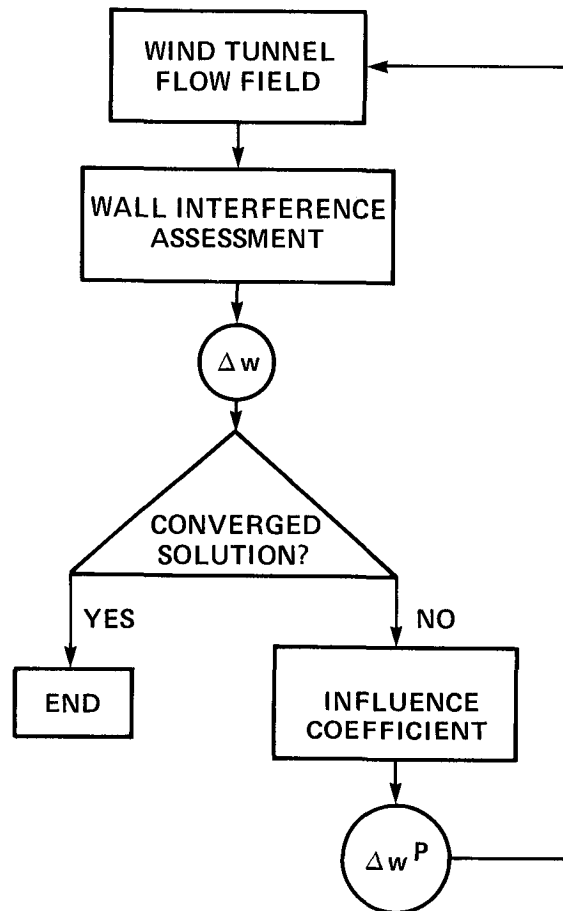 WIND TUNNEL
FLOW FIELD
WALL INTERFERENCE
ASSESSMENT
Δw
CONVERGED
SOLUTION?
YES
NO
END
INFLUENCE
COEFFICIENT
Δw^P